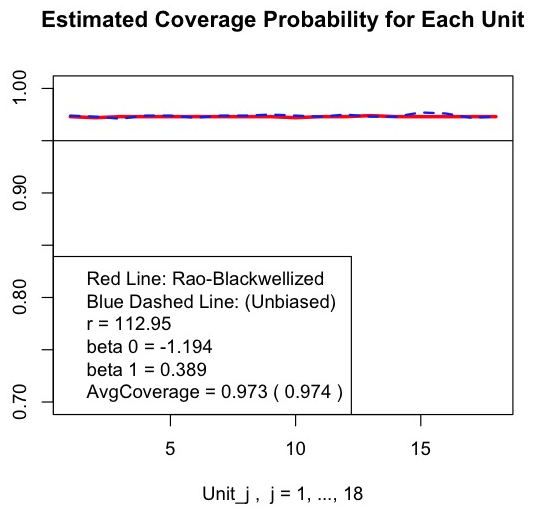 Estimated Coverage Probability for Each Unit
1.00
0.90
0.80
0.70
Red Line: Rao-Blackwellized
Blue Dashed Line: (Unbiased)
r = 112.95
beta 0 = -1.194
beta 1 = 0.389
AvgCoverage = 0.973 ( 0.974 )
5 10 15
Unit_j , j = 1, ..., 18